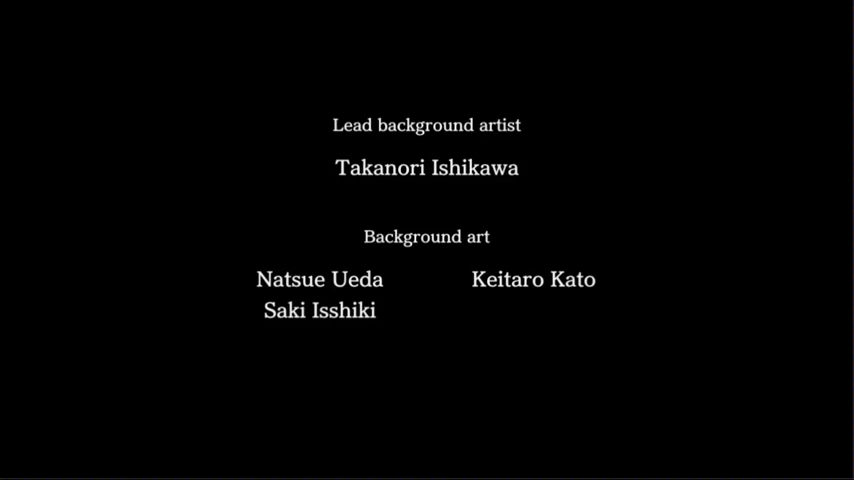 Lead background artist
Takanori Ishikawa
Background art
Natsue Ueda Keitaro Kato
Saki Isshiki